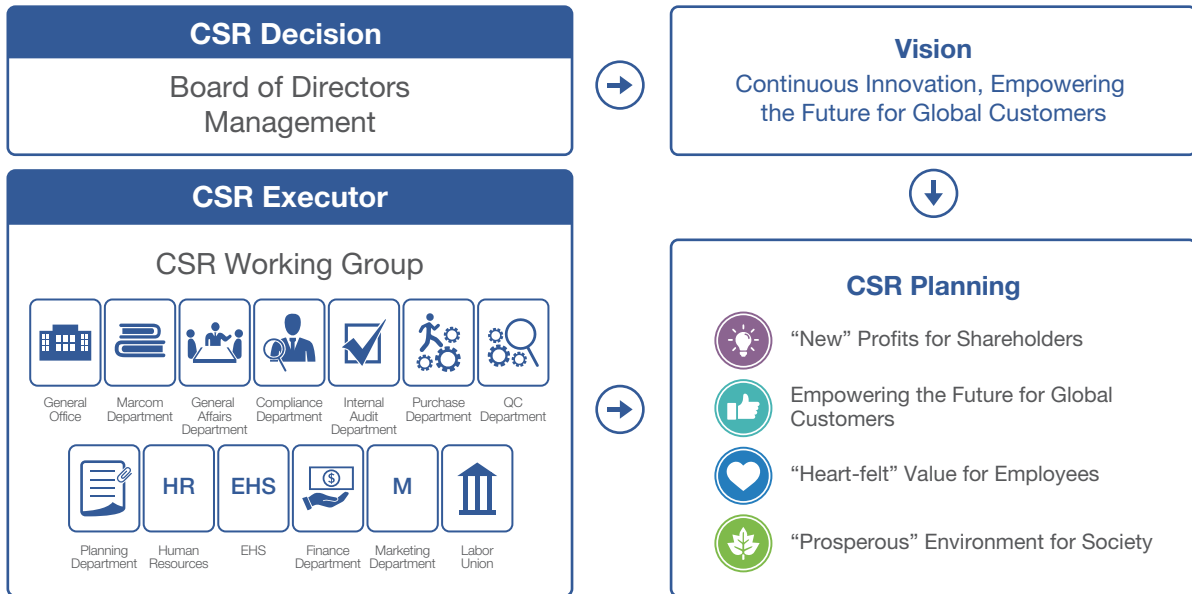 CSR Decision
Board of Directors
Management
Vision
Continuous Innovation, Empowering
the Future for Global Customers
CSR Executor
CSR Working Group
General
Office
Marcom
Department
General
Affairs
Department
Compliance
Department
Internal
Audit
Department
Purchase
Department
QC
Department
HR
EHS
$
M
Planning
Department
Human
Resources
EHS
Finance
Department
Marketing
Department
Labor
Union
CSR Planning
“New” Profits for Shareholders
Empowering the Future for Global
Customers
“Heart-felt” Value for Employees
“Prosperous” Environment for Society